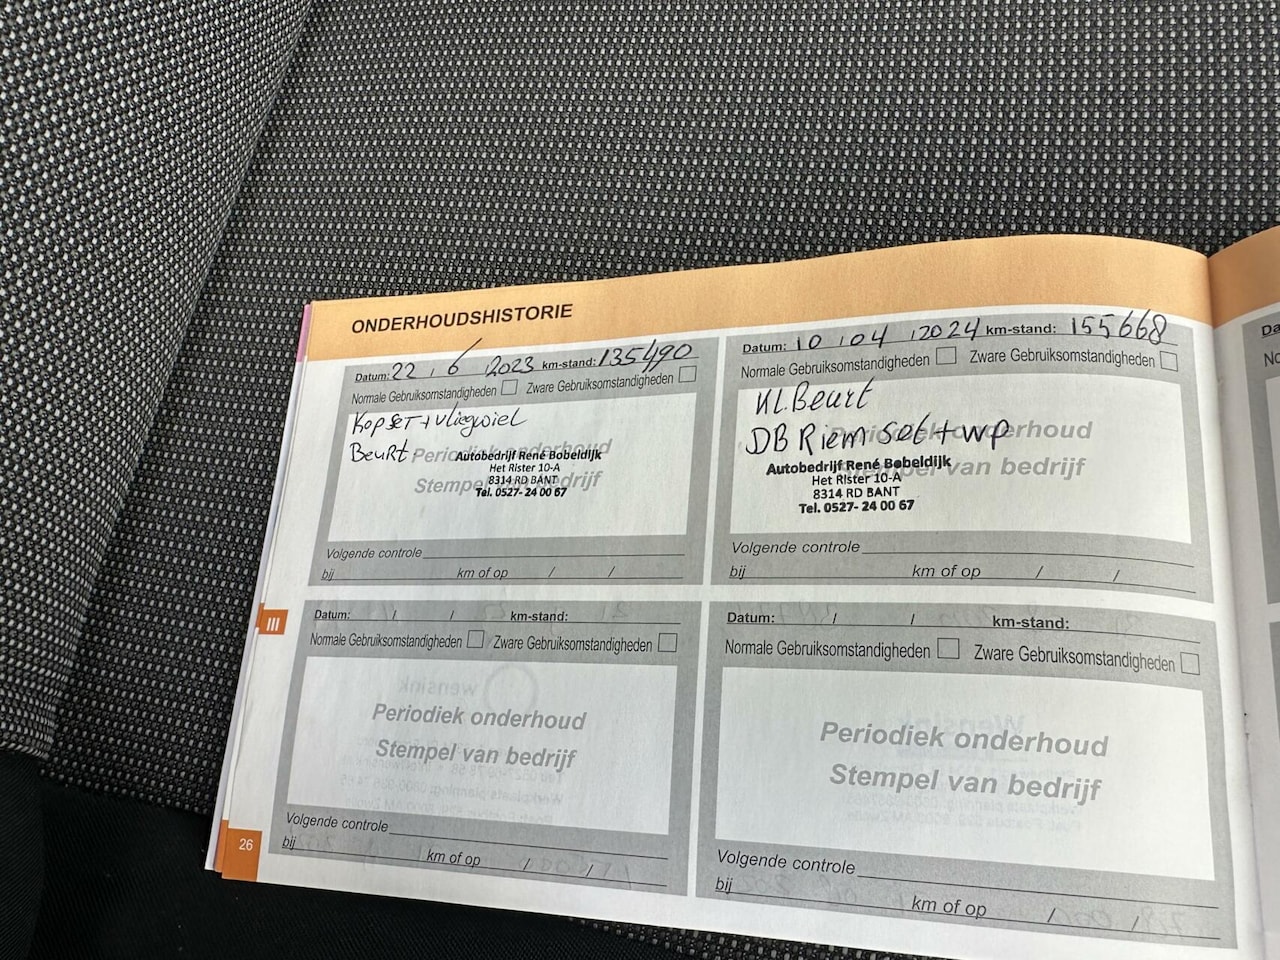 ONDERHOUDSHISTORIE
Datum: 22 / 6 / 2023 km-stand: 135490
Normale Gebruiksomstandigheden Zware Gebruiksomstandigheden
Kopset + vliegwiel
Beurt
Periodiek onderhoud
Stempel van bedrijf
Autobedrijf René Bobeldijk
Het Rister 10-A
8314 RD BANT
Tel. 0527- 24 00 67
Volgende controle
bij km of op / /
Datum: 10 / 04 / 2024 km-stand: 155668
Normale Gebruiksomstandigheden Zware Gebruiksomstandigheden
KL. Beurt
DB Riem set + wp
Periodiek onderhoud
Stempel van bedrijf
Autobedrijf René Bobeldijk
Het Rister 10-A
8314 RD BANT
Tel. 0527- 24 00 67
Volgende controle
bij km of op / /
III
Datum: / / km-stand:
Normale Gebruiksomstandigheden Zware Gebruiksomstandigheden
Periodiek onderhoud
Stempel van bedrijf
Volgende controle
bij km of op / /
Datum: / / km-stand:
Normale Gebruiksomstandigheden Zware Gebruiksomstandigheden
Periodiek onderhoud
Stempel van bedrijf
Volgende controle
bij km of op / /
26